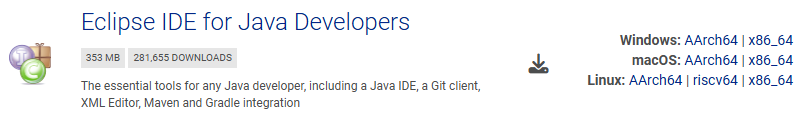 Eclipse IDE for Java Developers
353 MB 281,655 DOWNLOADS
The essential tools for any Java developer, including a Java IDE, a Git client,
XML Editor, Maven and Gradle integration
Windows: AArch64 | x86_64
macOS: AArch64 | x86_64
Linux: AArch64 | riscv64 | x86_64